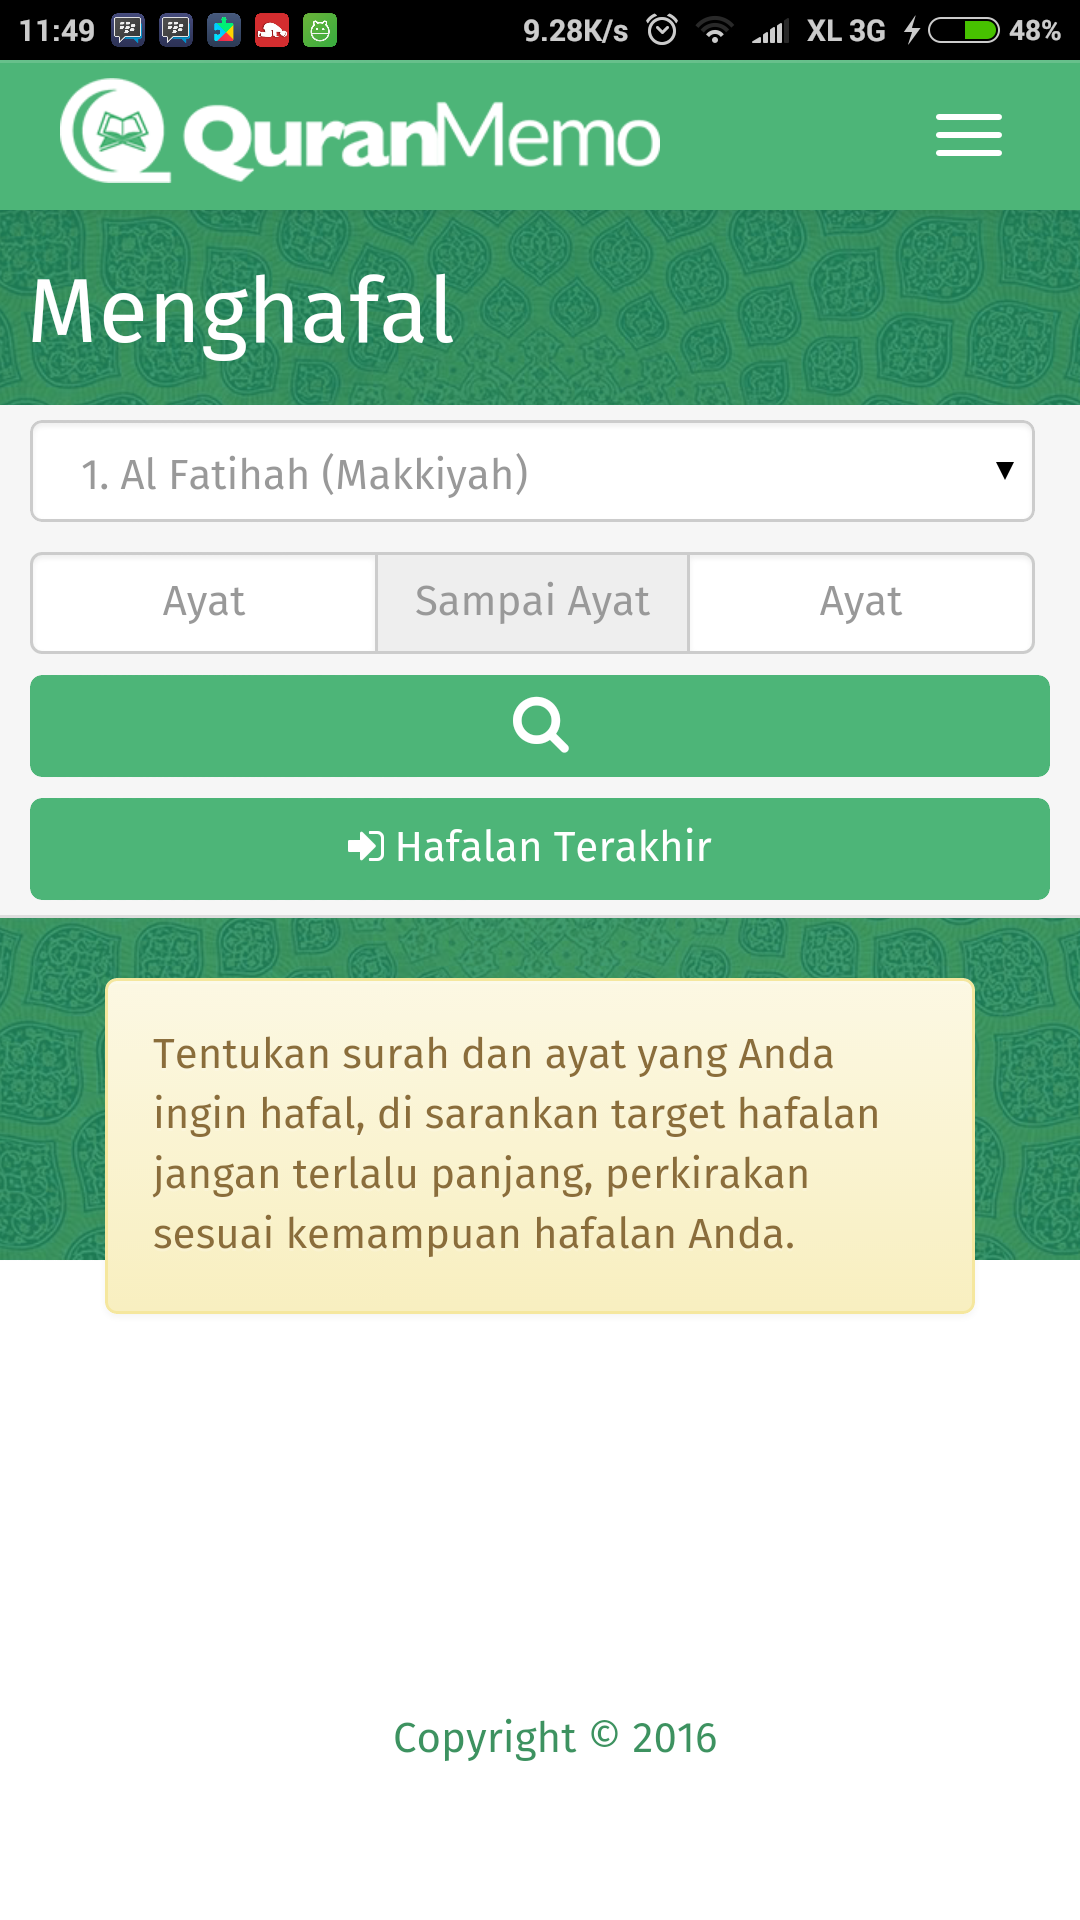 11:49 9.28K/s XL 3G 48%
QuranMemo
Menghafal
1. Al Fatihah (Makkiyah)
Ayat Sampai Ayat Ayat
Hafalan Terakhir
Tentukan surah dan ayat yang Anda
ingin hafal, di sarankan target hafalan
jangan terlalu panjang, perkirakan
sesuai kemampuan hafalan Anda.
Copyright © 2016